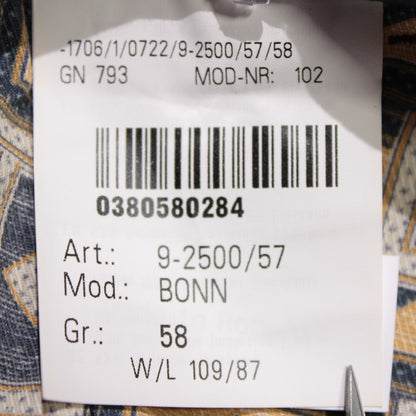 -1706/1/0722/9-2500/57/58
GN 793 MOD-NR: 102
0380580284
Art.: 9-2500/57
Mod.: BONN
Gr.: 58
W/L 109/87